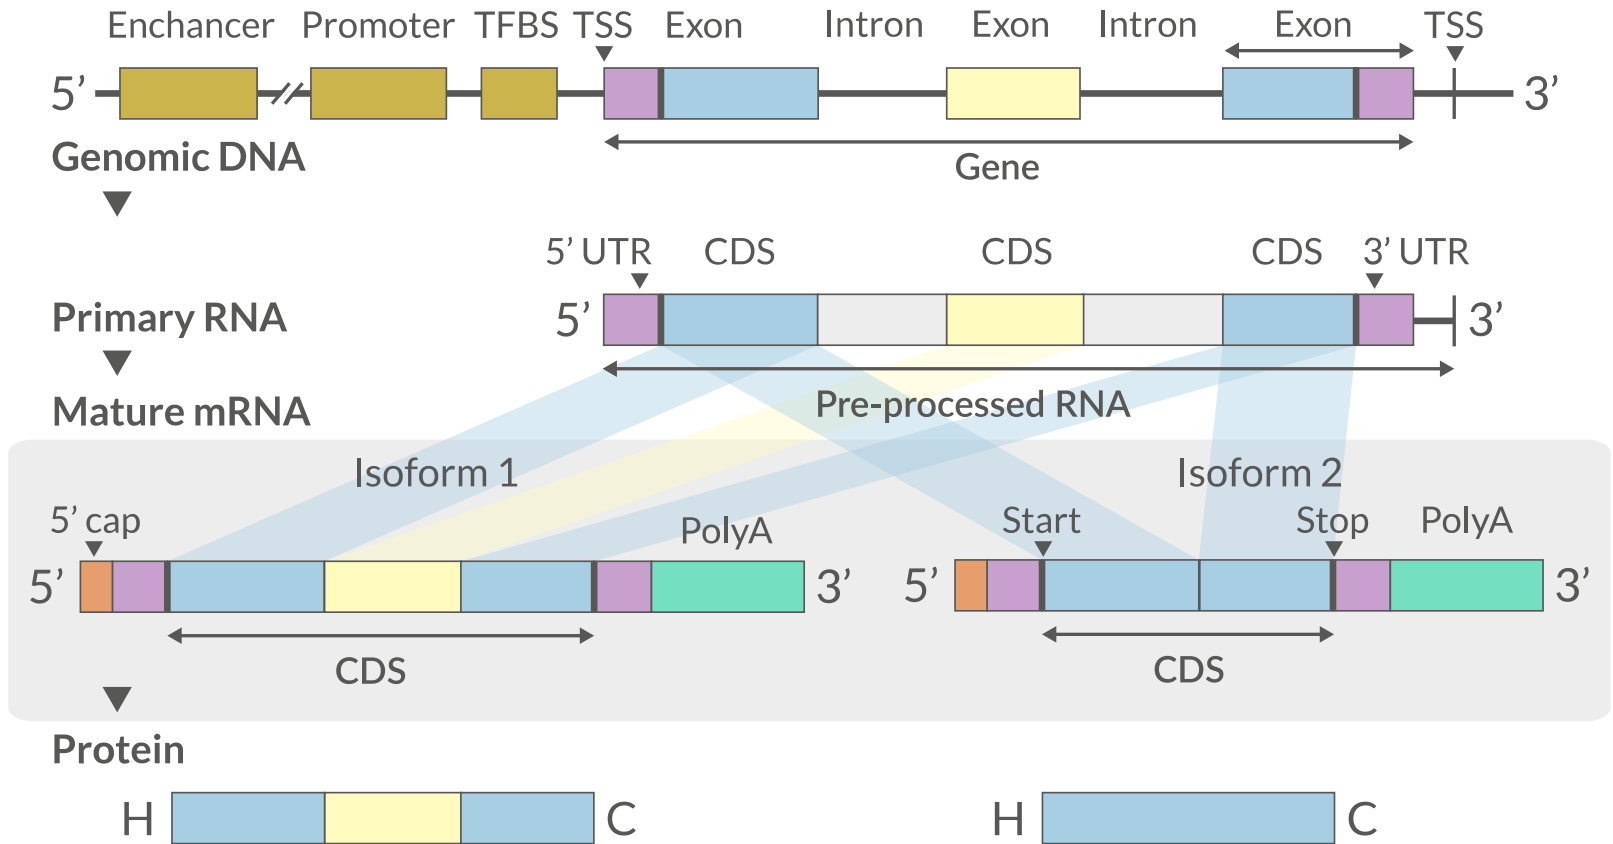 Enchancer Promoter TFBS TSS Exon Intron Exon Intron Exon TSS
5’ 3’
Genomic DNA
Gene
5’ UTR CDS CDS CDS 3’ UTR
Primary RNA 5’ 3’
Pre-processed RNA
Mature mRNA
Isoform 1 Isoform 2
5’ cap PolyA Start Stop PolyA
5’ 3’ 5’ 3’
CDS CDS
Protein
H C H C